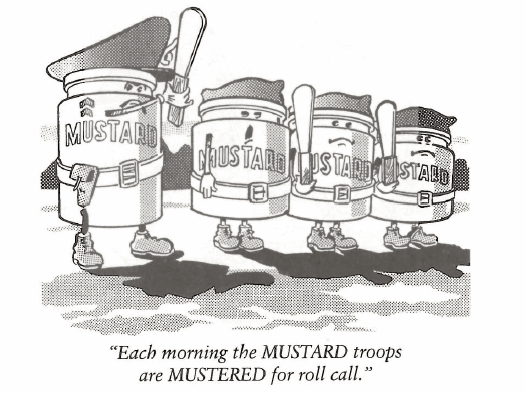 MUSTARD
MUSTARD
MUSTARD
MUSTARD
“Each morning the MUSTARD troops
are MUSTERED for roll call.”